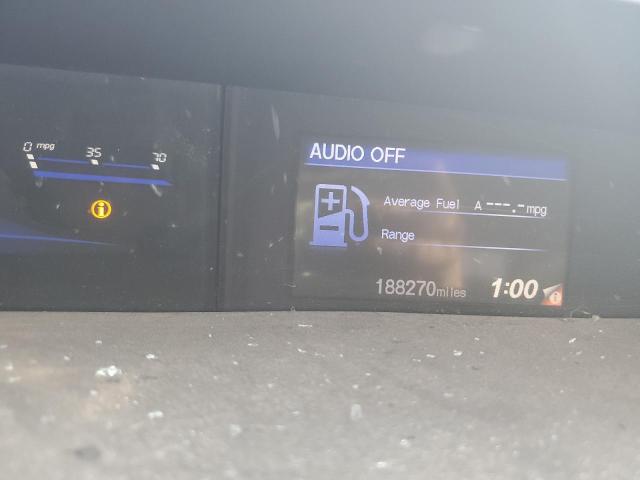 0 mpg 35 70
AUDIO OFF
Average Fuel A ---.- mpg
Range
188270miles 1:00